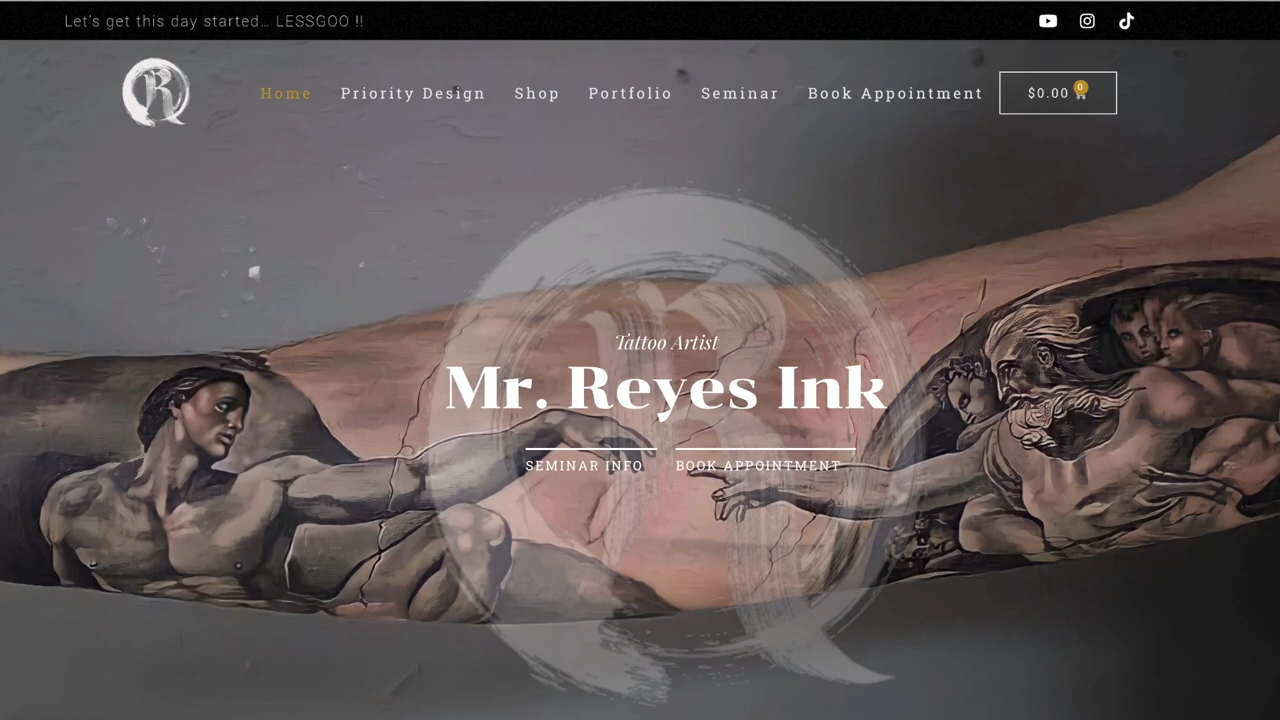 Let's get this day started… LESSGOO !!
R
Home Priority Design Shop Portfolio Seminar Book Appointment $0.00 0
Tattoo Artist
Mr. Reyes Ink
SEMINAR INFO BOOK APPOINTMENT